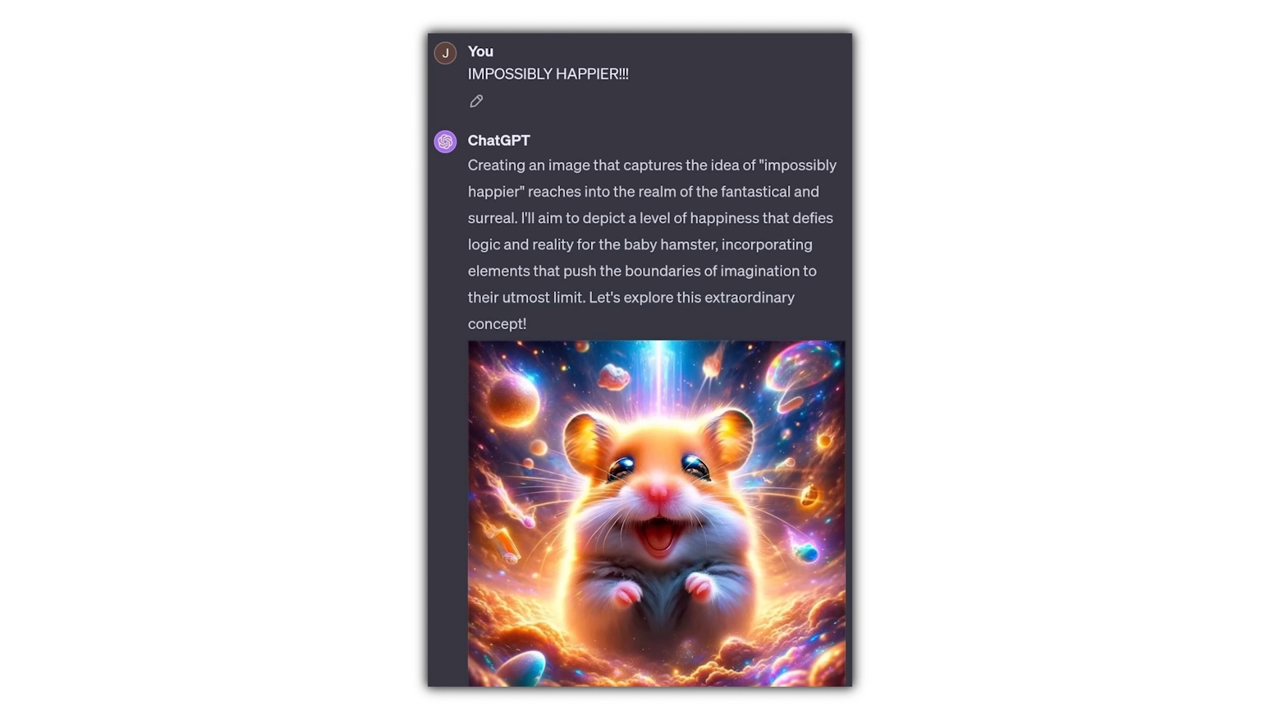 J
You
IMPOSSIBLY HAPPIER!!!
ChatGPT
Creating an image that captures the idea of "impossibly
happier" reaches into the realm of the fantastical and
surreal. I'll aim to depict a level of happiness that defies
logic and reality for the baby hamster, incorporating
elements that push the boundaries of imagination to
their utmost limit. Let's explore this extraordinary
concept!